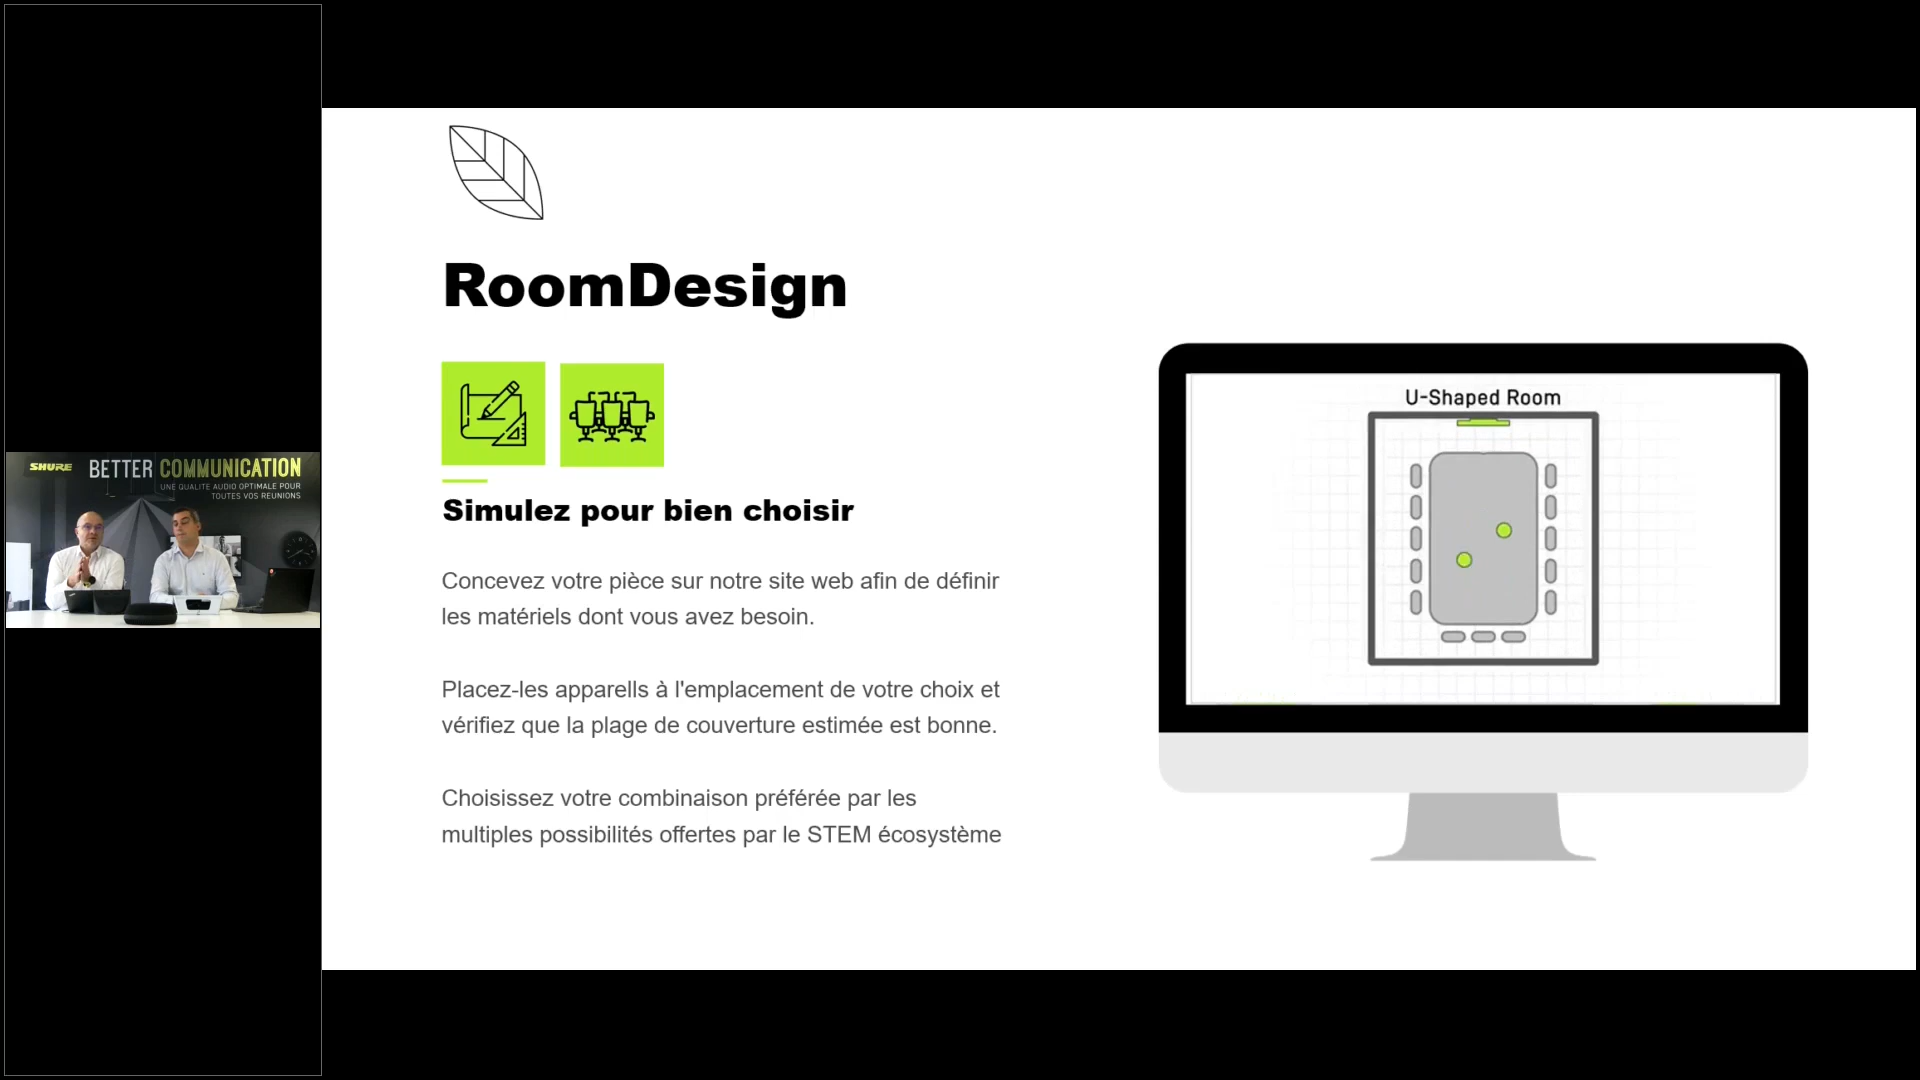 SHURE
BETTER COMMUNICATION
UNE QUALITE AUDIO OPTIMALE POUR
TOUTES VOS REUNIONS
RoomDesign
Simulez pour bien choisir
Concevez votre pièce sur notre site web afin de définir
les matériels dont vous avez besoin.
Placez-les apparells à l'emplacement de votre choix et
vérifiez que la plage de couverture estimée est bonne.
Choisissez votre combinaison préférée par les
multiples possibilités offertes par le STEM écosystème
U-Shaped Room